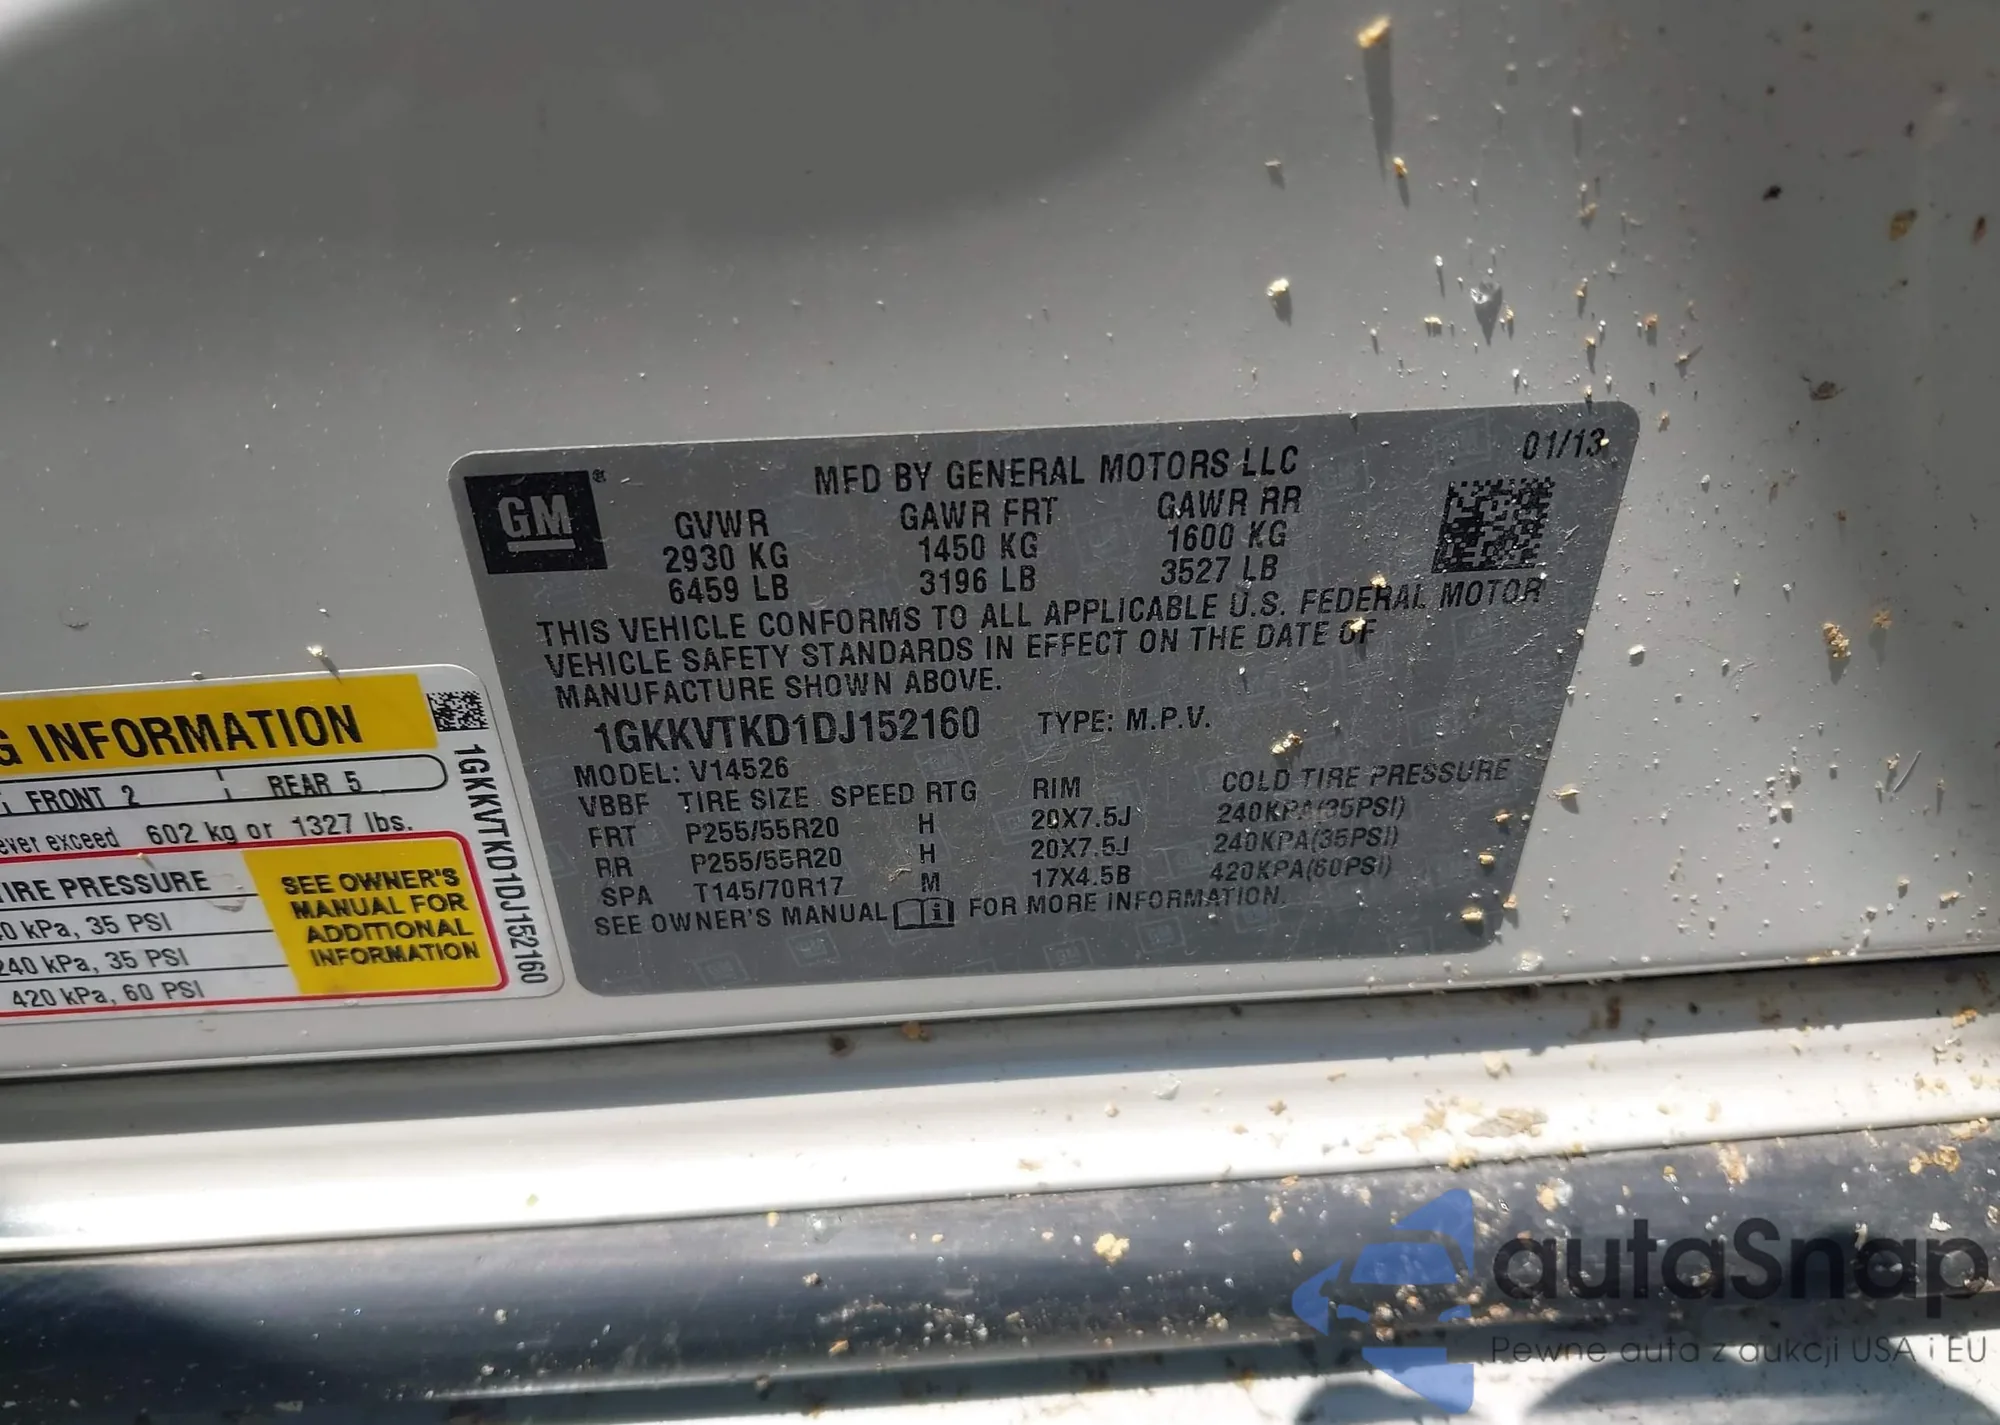 GM ®
MFD BY GENERAL MOTORS LLC
01/13
GVWR GAWR FRT GAWR RR
2930 KG 1450 KG 1600 KG
6459 LB 3196 LB 3527 LB
THIS VEHICLE CONFORMS TO ALL APPLICABLE U.S. FEDERAL MOTOR
VEHICLE SAFETY STANDARDS IN EFFECT ON THE DATE OF
MANUFACTURE SHOWN ABOVE.
1GKKVTKD1DJ152160 TYPE: M.P.V.
MODEL: V14526
VBBF TIRE SIZE SPEED RTG RIM COLD TIRE PRESSURE
FRT P255/55R20 H 20X7.5J 240KPA(35PSI)
RR P255/55R20 H 20X7.5J 240KPA(35PSI)
SPA T145/70R17 M 17X4.5B 420KPA(60PSI)
SEE OWNER'S MANUAL i FOR MORE INFORMATION.
G INFORMATION
FRONT 2 REAR 5
ever exceed 602 kg or 1327 lbs.
TIRE PRESSURE
40 kPa, 35 PSI
240 kPa, 35 PSI
420 kPa, 60 PSI
SEE OWNER'S
MANUAL FOR
ADDITIONAL
INFORMATION
1GKKVTKD1DJ152160
autaSnap
Pewne auta z aukcji USA i EU